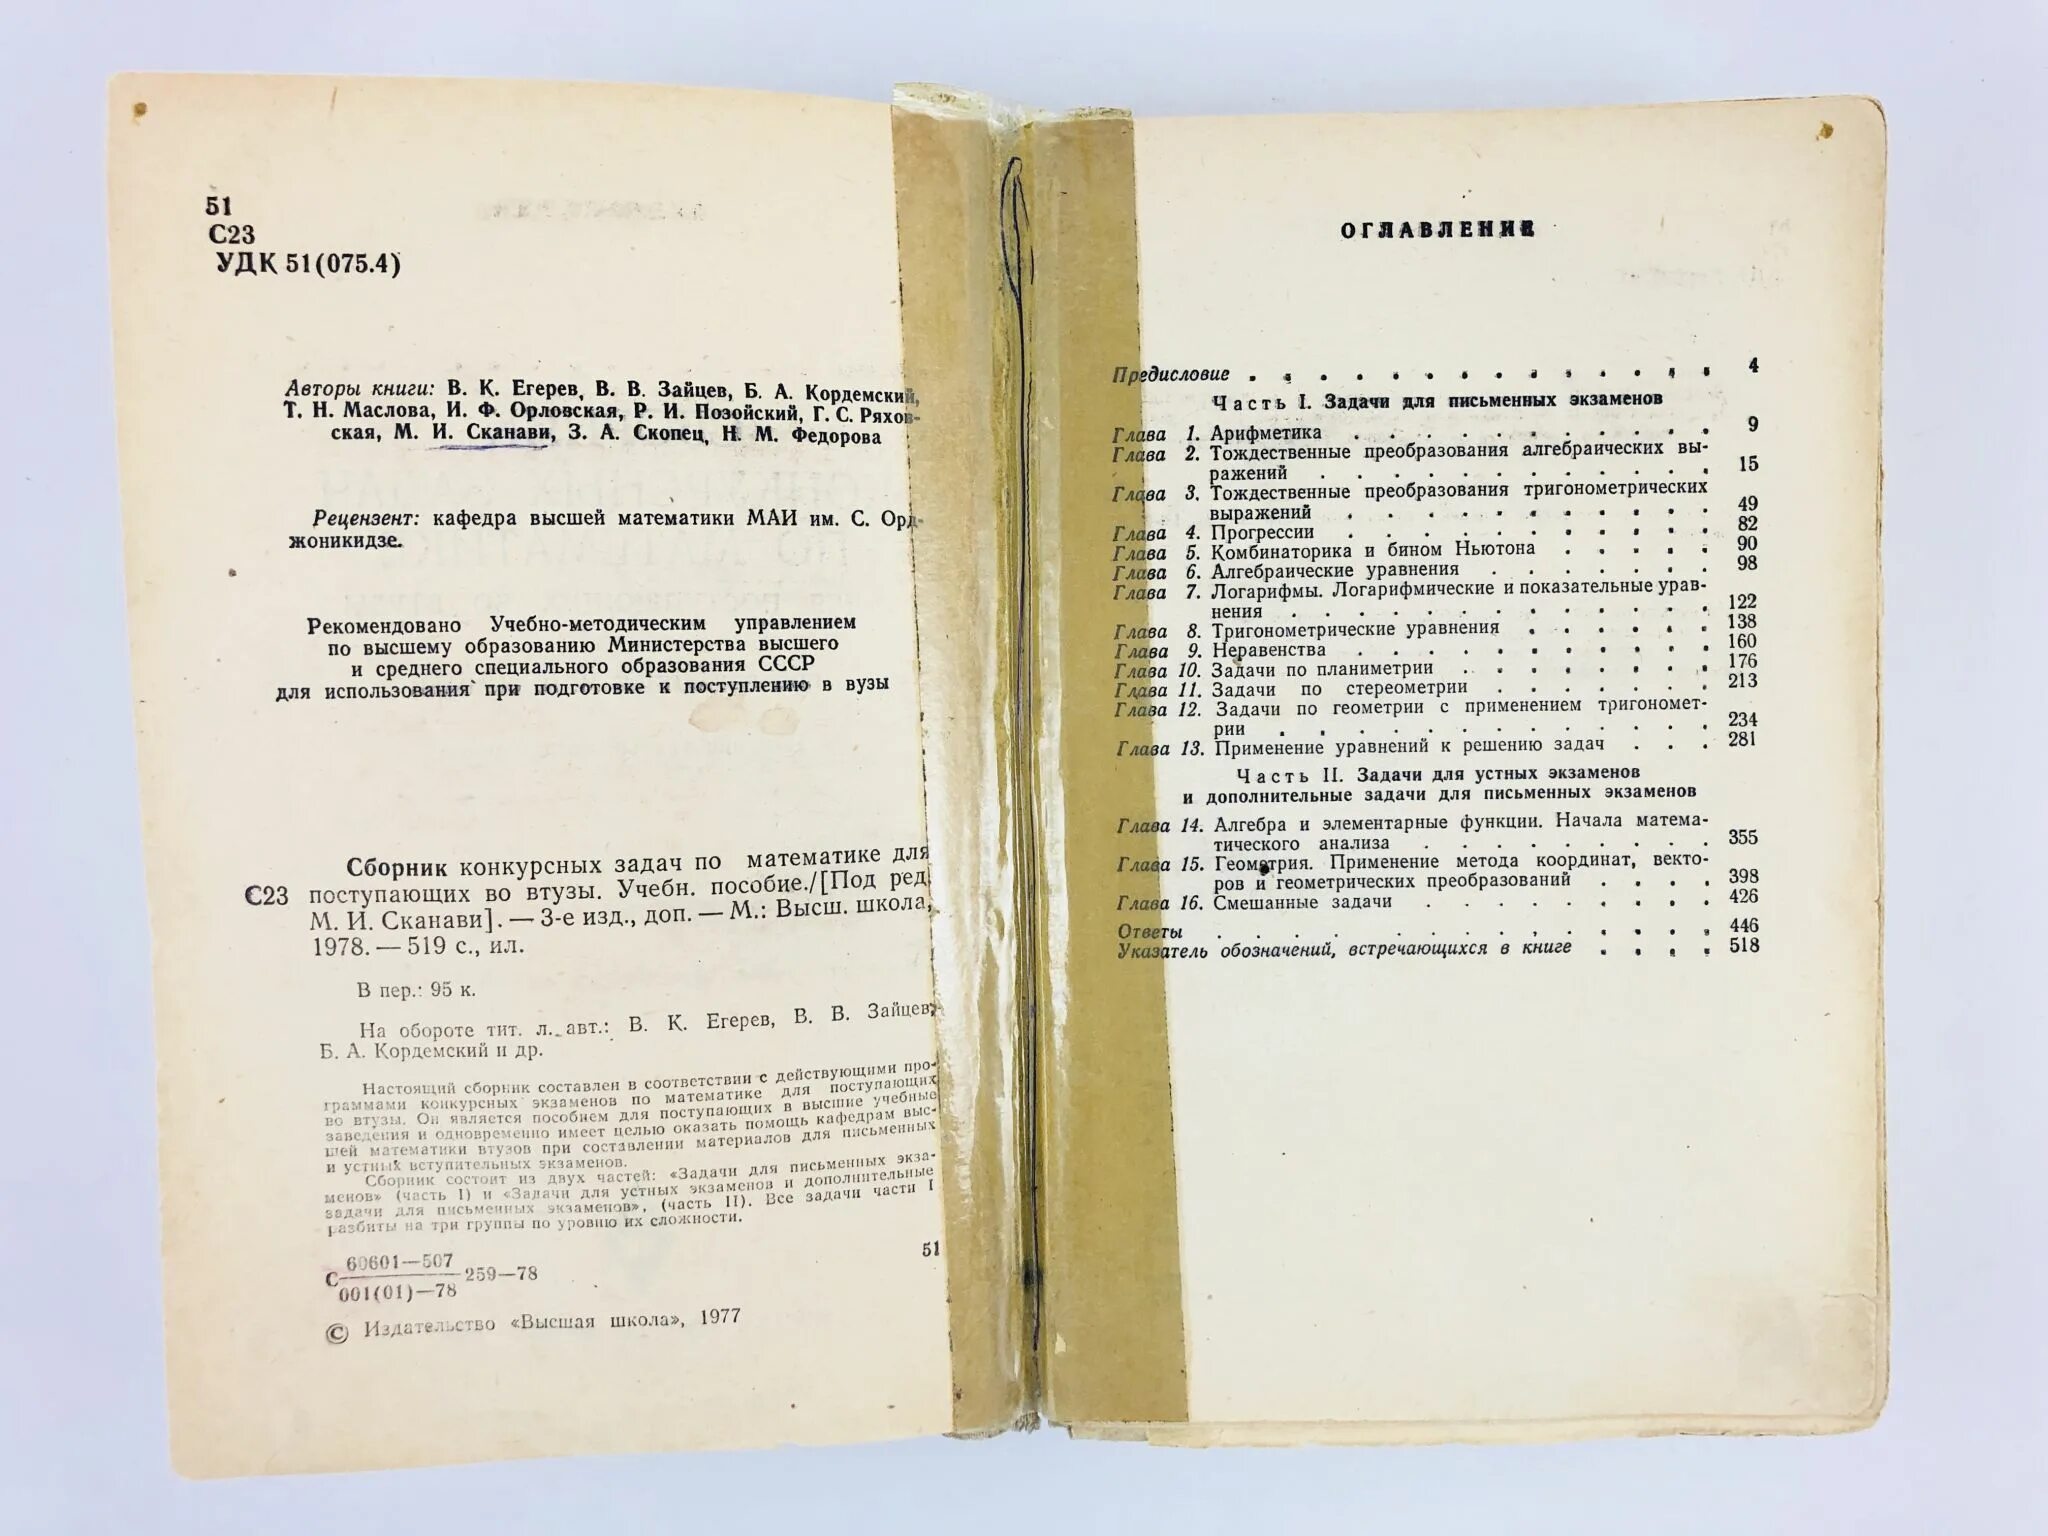 51
С23
УДК 51(075.4)
Авторы книги: В. К. Егерев, В. В. Зайцев, Б. А. Кордемский,
Т. Н. Маслова, И. Ф. Орловская, Р. И. Позойский, Г. С. Ряхов-
ская, М. И. Сканави, З. А. Скопец, Н. М. Федорова
Рецензент: кафедра высшей математики МАИ им. С. Орд-
жоникидзе.
Рекомендовано Учебно-методическим управлением
по высшему образованию Министерства высшего
и среднего специального образования СССР
для использования при подготовке к поступлению в вузы
Сборник конкурсных задач по математике для
С23 поступающих во втузы. Учебн. пособие./[Под ред.
М. И. Сканави]. — 3-е изд., доп. — М.: Высш. школа,
1978. — 519 с., ил.
В пер.: 95 к.
На обороте тит. л. авт.: В. К. Егерев, В. В. Зайцев,
Б. А. Кордемский и др.
Настоящий сборник составлен в соответствии с действующими про-
граммами конкурсных экзаменов по математике для поступающих
во втузы. Он является пособием для поступающих в высшие учебные
заведения и одновременно имеет целью оказать помощь кафедрам выс-
шей математики втузов при составлении материалов для письменных
и устных вступительных экзаменов.
Сборник состоит из двух частей: «Задачи для письменных экза-
менов» (часть I) и «Задачи для устных экзаменов и дополнительные
задачи для письменных экзаменов», (часть II). Все задачи части I
разбиты на три группы по уровню их сложности.
51
С 60601—507
001(01)—78 259—78
© Издательство «Высшая школа», 1977
ОГЛАВЛЕНИЕ
Предисловие . . . . . . . . . . . . . . 4
Часть I. Задачи для письменных экзаменов
Глава 1. Арифметика . . . . . . . . . . . 9
Глава 2. Тождественные преобразования алгебраических вы-
ражений . . . . . . . . . . . . 15
Глава 3. Тождественные преобразования тригонометрических
выражений . . . . . . . . . . . 49
Глава 4. Прогрессии . . . . . . . . . . . 82
Глава 5. Комбинаторика и бином Ньютона . . . . . 90
Глава 6. Алгебраические уравнения . . . . . . . 98
Глава 7. Логарифмы. Логарифмические и показательные урав-
нения . . . . . . . . . . . . . 122
Глава 8. Тригонометрические уравнения . . . . . . 138
Глава 9. Неравенства . . . . . . . . . . . 160
Глава 10. Задачи по планиметрии . . . . . . . . 176
Глава 11. Задачи по стереометрии . . . . . . . 213
Глава 12. Задачи по геометрии с применением тригономет-
рии . . . . . . . . . . . . . 234
Глава 13. Применение уравнений к решению задач . . . 281
Часть II. Задачи для устных экзаменов
и дополнительные задачи для письменных экзаменов
Глава 14. Алгебра и элементарные функции. Начала матема-
тического анализа . . . . . . . . . 355
Глава 15. Геометрия. Применение метода координат, векто-
ров и геометрических преобразований . . . . 398
Глава 16. Смешанные задачи . . . . . . . . . 426
Ответы . . . . . . . . . . . . . . 446
Указатель обозначений, встречающихся в книге . . . . 518